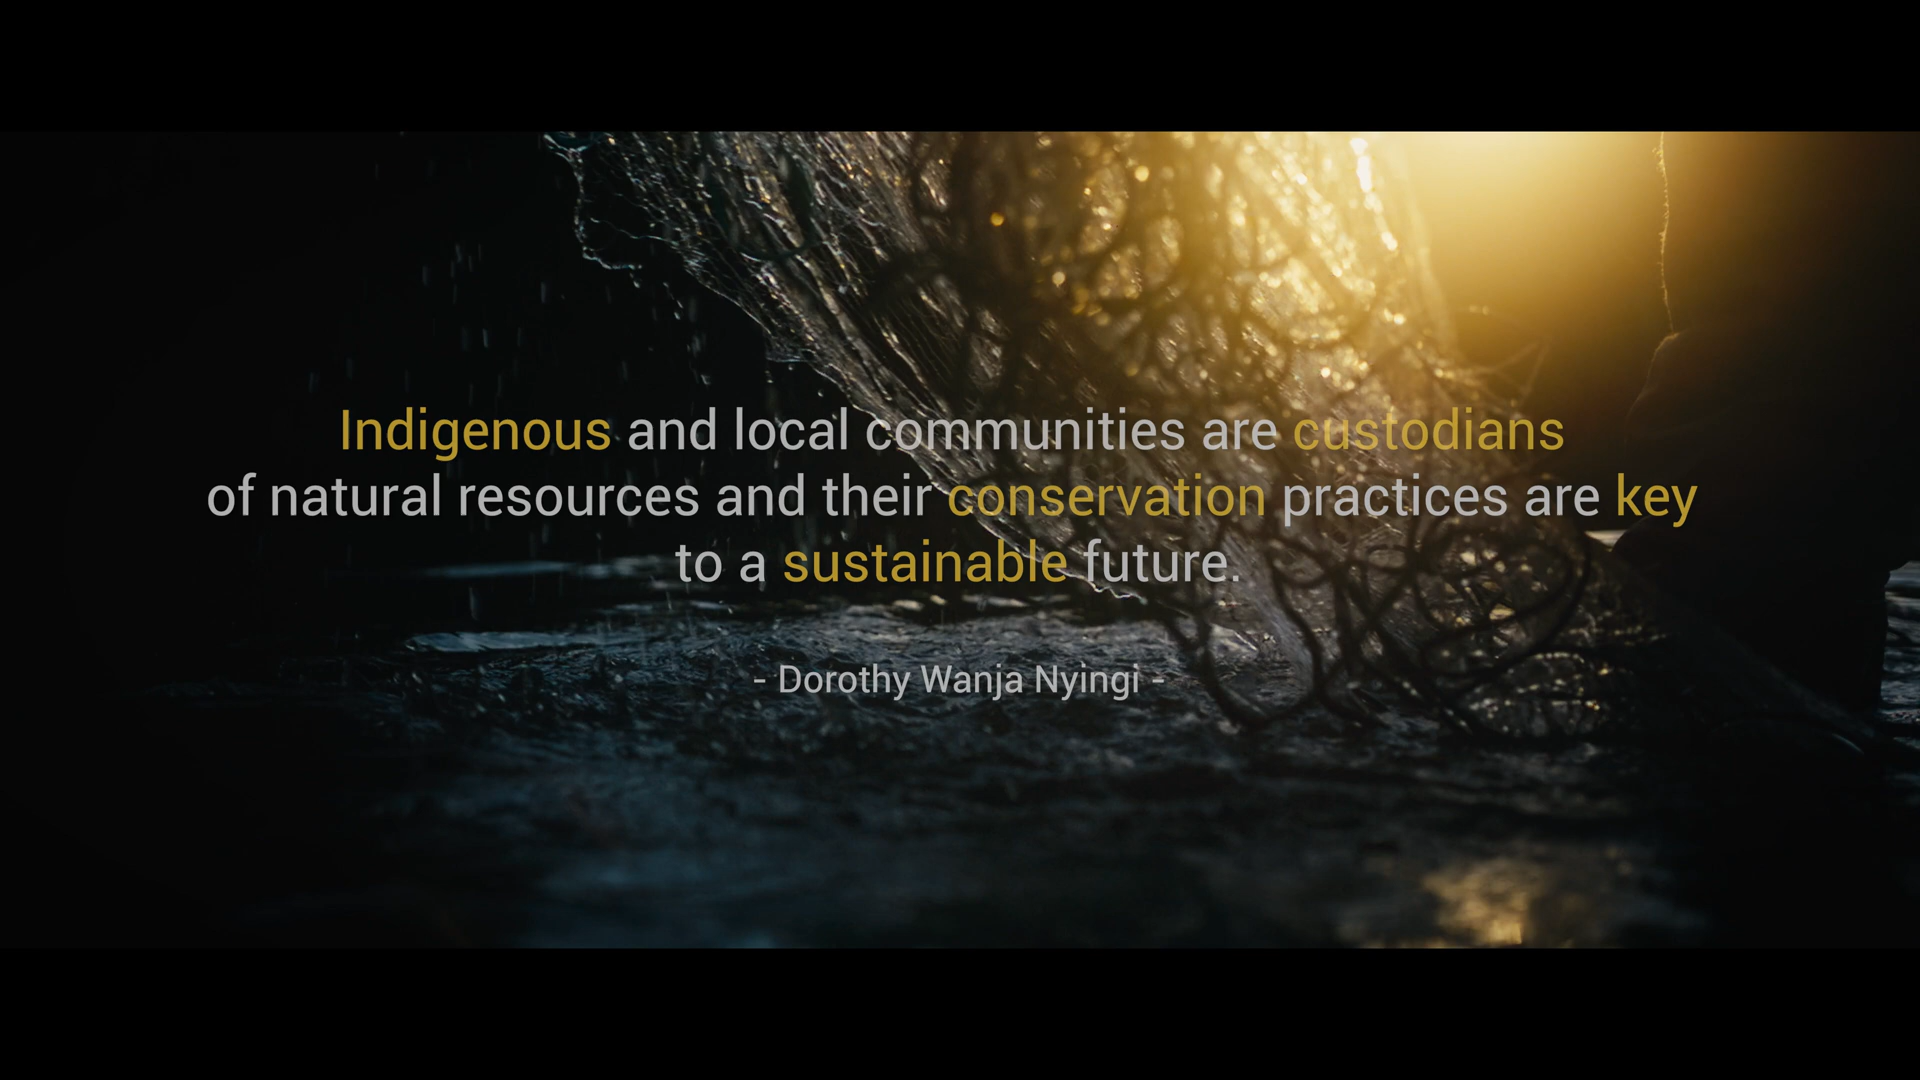 Indigenous and local communities are custodians
of natural resources and their conservation practices are key
to a sustainable future.
- Dorothy Wanja Nyingi -